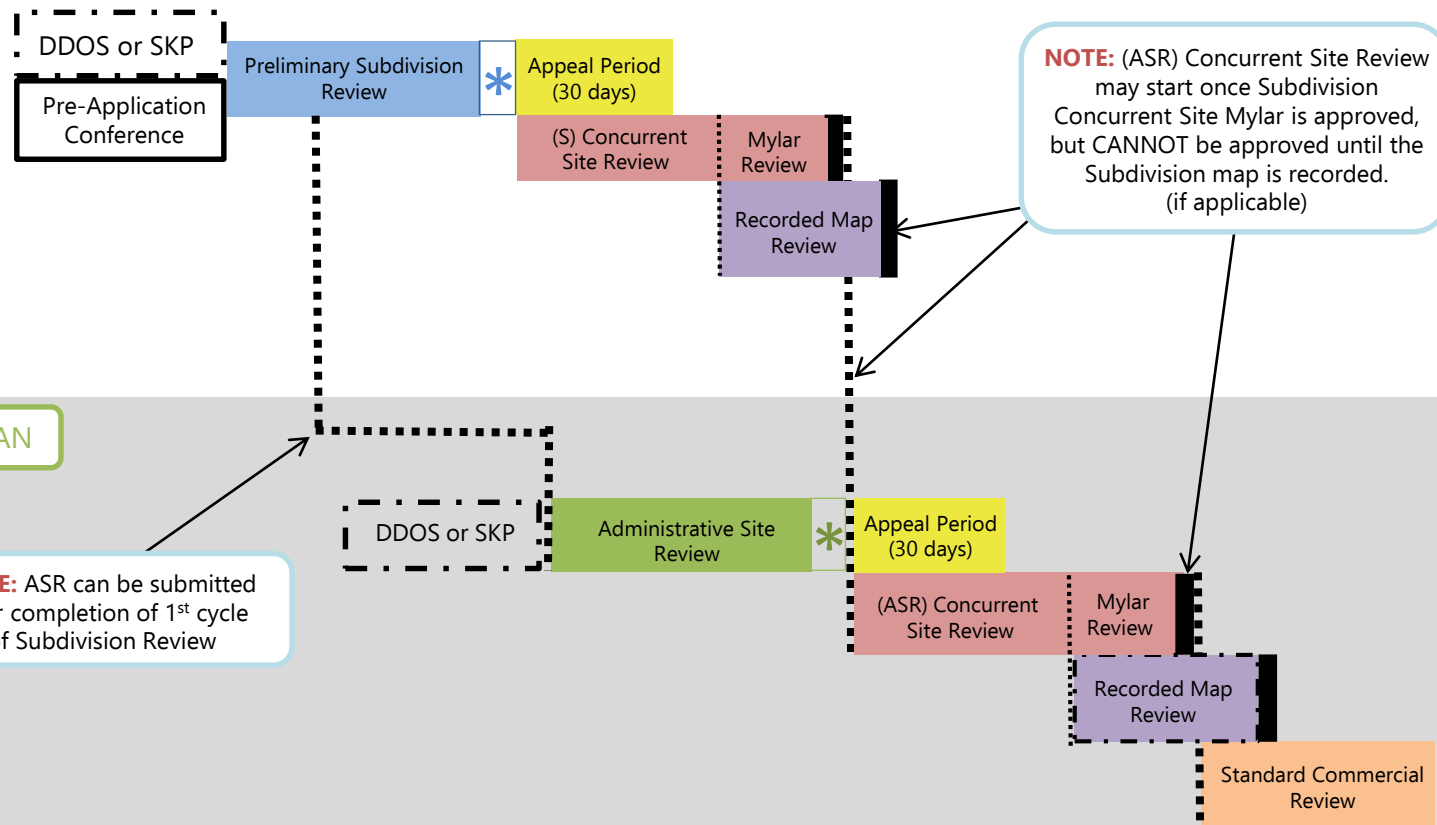 DDOS or SKP
Pre-Application
Conference
Preliminary Subdivision
Review
*
Appeal Period
(30 days)
(S) Concurrent
Site Review
Mylar
Review
Recorded Map
Review
NOTE: (ASR) Concurrent Site Review
may start once Subdivision
Concurrent Site Mylar is approved,
but CANNOT be approved until the
Subdivision map is recorded.
(if applicable)
DDOS or SKP
Administrative Site
Review
*
Appeal Period
(30 days)
ASR can be submitted
completion of 1st cycle
Subdivision Review
(ASR) Concurrent
Site Review
Mylar
Review
Recorded Map
Review
Standard Commercial
Review